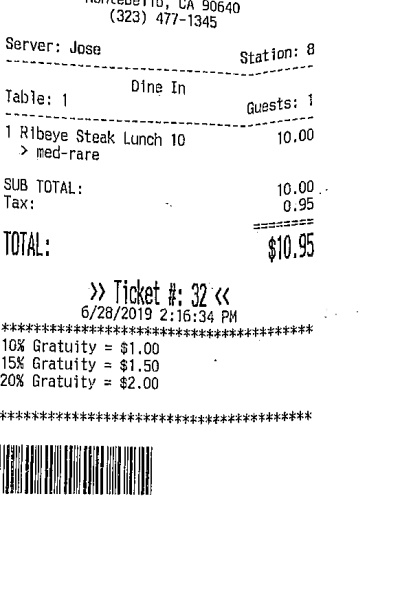 Montebello, CA 90640
(323) 477-1345
Server: Jose Station: 8
Dine In
Table: 1 Guests: 1
1 Ribeye Steak Lunch 10 10.00
> med-rare
SUB TOTAL: 10.00
Tax: 0.95
========
TOTAL: $10.95
>> Ticket #: 32 <<
6/28/2019 2:16:34 PM
****************************************
10% Gratuity = $1.00
15% Gratuity = $1.50
20% Gratuity = $2.00
****************************************